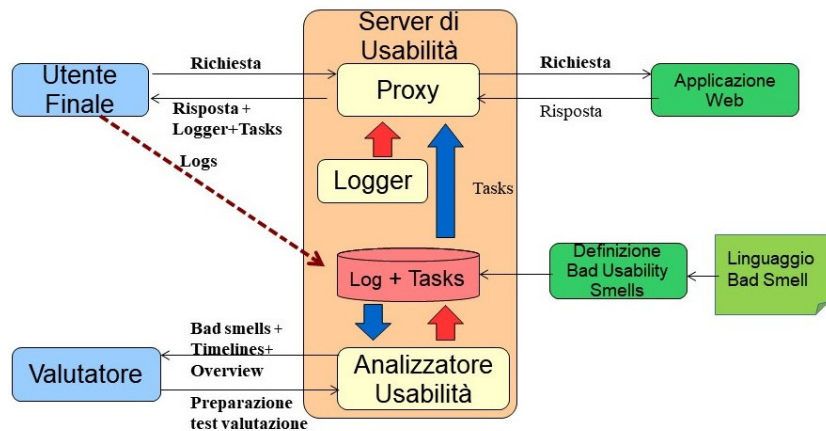 Server di
Usabilità
Utente
Finale
Richiesta
Risposta +
Logger+Tasks
Proxy
Richiesta
Risposta
Applicazione
Web
Logs
Logger
Tasks
Log + Tasks
Definizione
Bad Usability
Smells
Linguaggio
Bad Smell
Valutatore
Bad smells +
Timelines+
Overview
Preparazione
test valutazione
Analizzatore
Usabilità